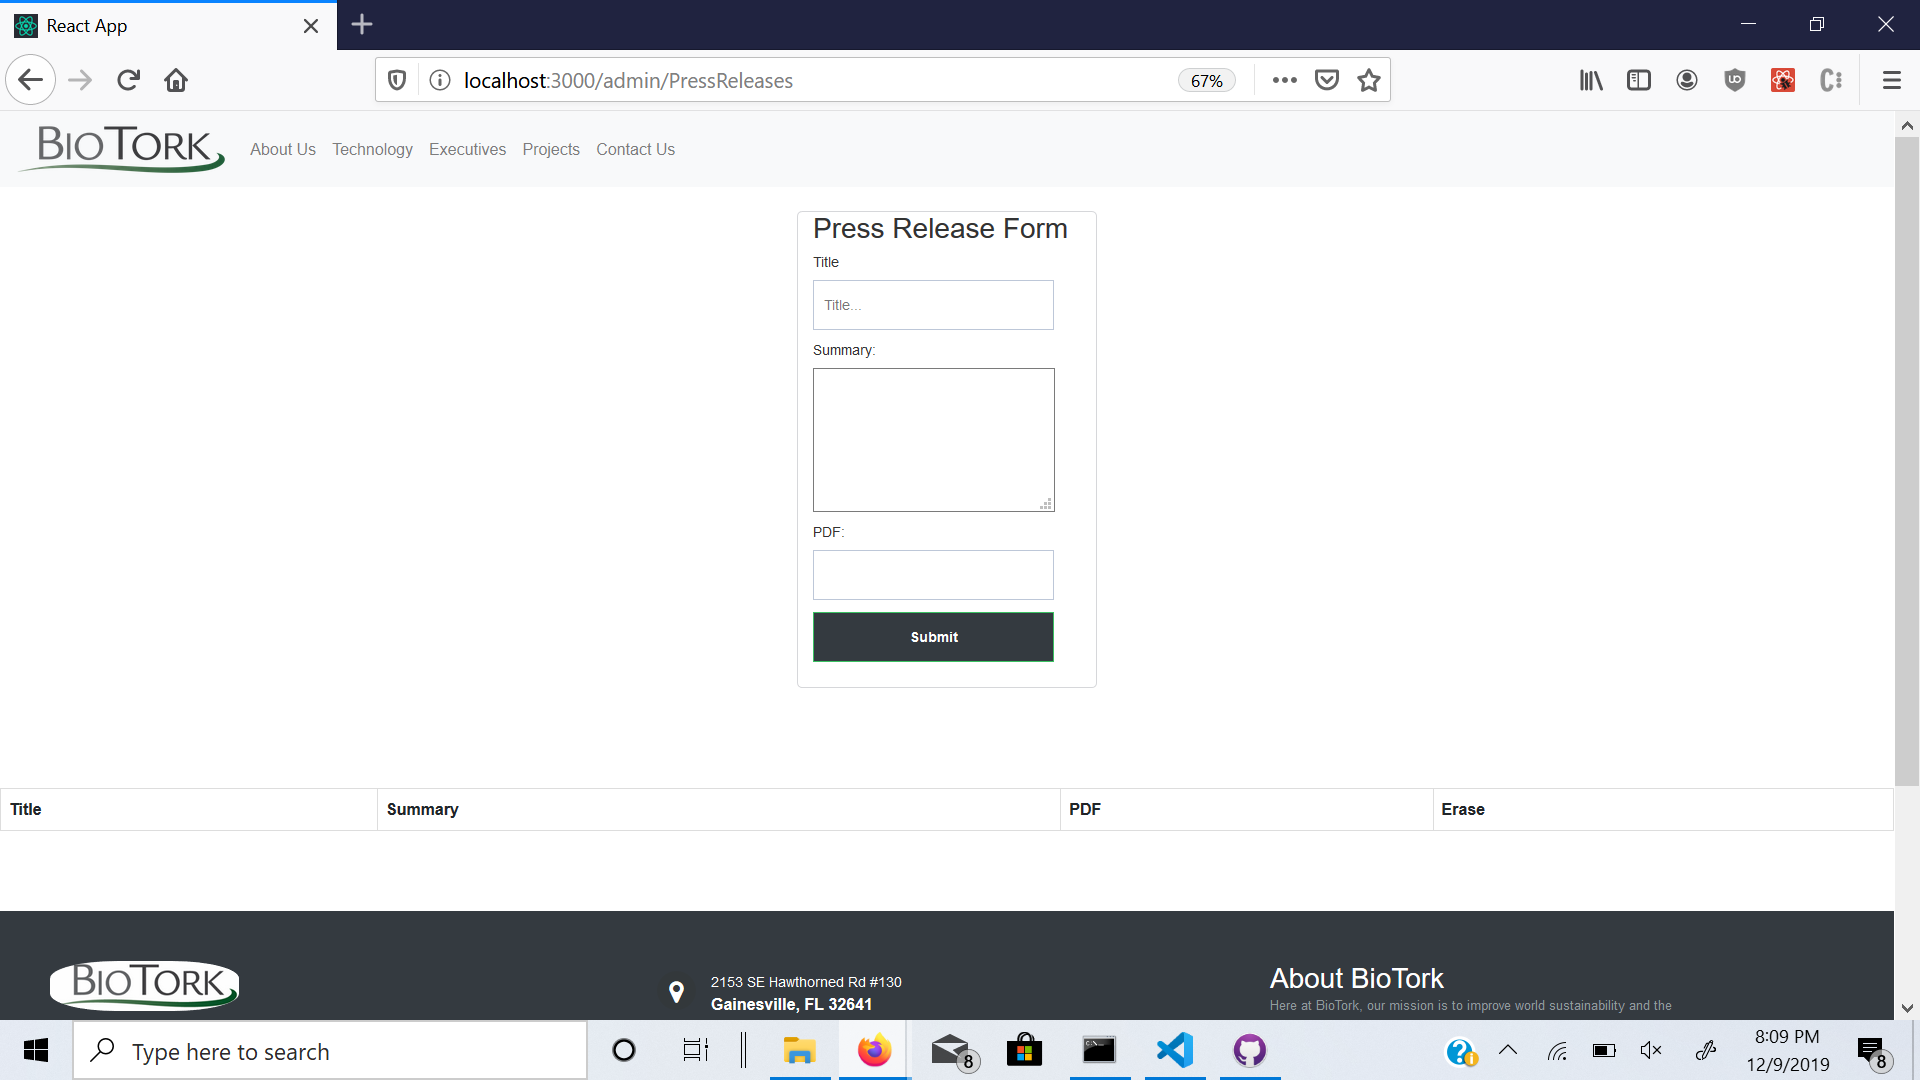 React App
localhost:3000/admin/PressReleases
67%
BIOTORK
About Us Technology Executives Projects Contact Us
Press Release Form
Title
Title...
Summary:
PDF:
Submit
Title Summary PDF Erase
BIOTORK
2153 SE Hawthorned Rd #130
Gainesville, FL 32641
About BioTork
Here at BioTork, our mission is to improve world sustainability and the
Type here to search
8
8:09 PM
12/9/2019
8